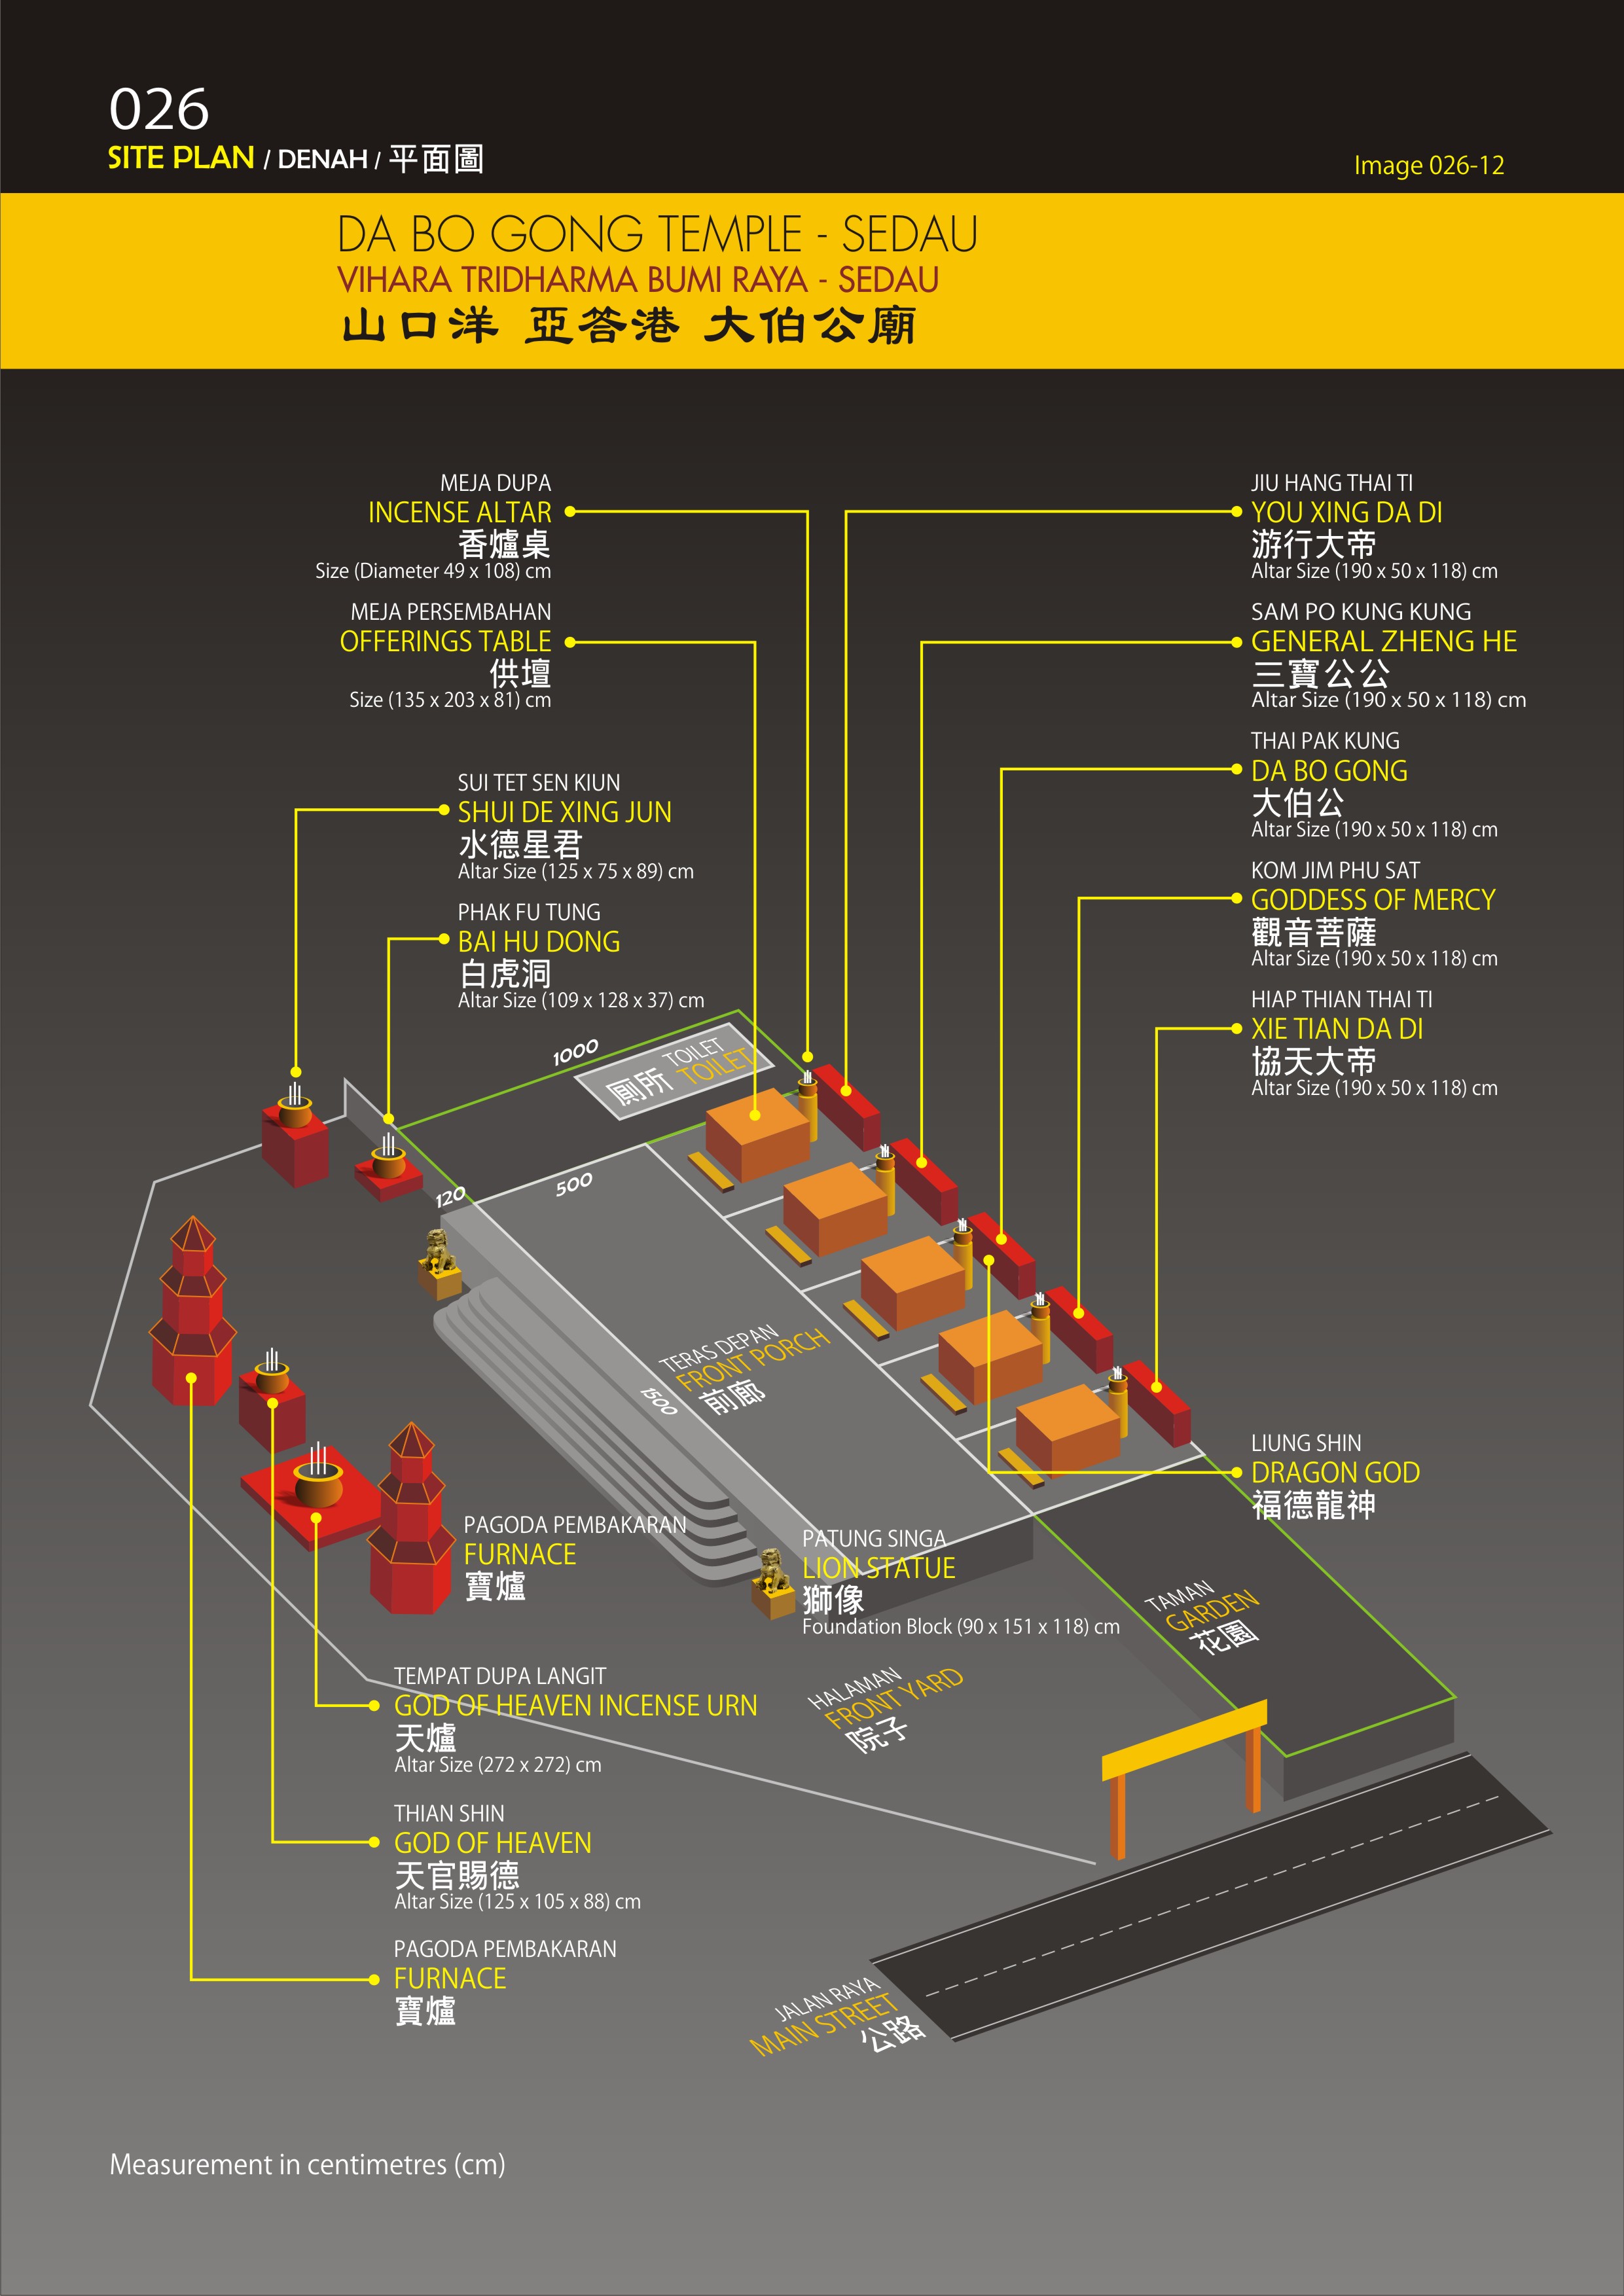 026
SITE PLAN / DENAH / 平面圖
Image 026-12
DA BO GONG TEMPLE - SEDAU
VIHARA TRIDHARMA BUMI RAYA - SEDAU
山口洋 亞答港 大伯公廟
MEJA DUPA
INCENSE ALTAR
香爐桌
Size (Diameter 49 x 108) cm
MEJA PERSEMBAHAN
OFFERINGS TABLE
供壇
Size (135 x 203 x 81) cm
SUI TET SEN KIUN
SHUI DE XING JUN
水德星君
Altar Size (125 x 75 x 89) cm
PHAK FU TUNG
BAI HU DONG
白虎洞
Altar Size (109 x 128 x 37) cm
JIU HANG THAI TI
YOU XING DA DI
游行大帝
Altar Size (190 x 50 x 118) cm
SAM PO KUNG KUNG
GENERAL ZHENG HE
三寶公公
Altar Size (190 x 50 x 118) cm
THAI PAK KUNG
DA BO GONG
大伯公
Altar Size (190 x 50 x 118) cm
KOM JIM PHU SAT
GODDESS OF MERCY
觀音菩薩
Altar Size (190 x 50 x 118) cm
HIAP THIAN THAI TI
XIE TIAN DA DI
協天大帝
Altar Size (190 x 50 x 118) cm
1000
TOILET
廁所 TOILET
120
500
1500
TERAS DEPAN
FRONT PORCH
前廊
LIUNG SHIN
DRAGON GOD
福德龍神
PAGODA PEMBAKARAN
FURNACE
寶爐
PATUNG SINGA
LION STATUE
獅像
Foundation Block (90 x 151 x 118) cm
TAMAN
GARDEN
花園
HALAMAN
FRONT YARD
院子
TEMPAT DUPA LANGIT
GOD OF HEAVEN INCENSE URN
天爐
Altar Size (272 x 272) cm
THIAN SHIN
GOD OF HEAVEN
天官賜德
Altar Size (125 x 105 x 88) cm
PAGODA PEMBAKARAN
FURNACE
寶爐
JALAN RAYA
MAIN STREET
公路
Measurement in centimetres (cm)